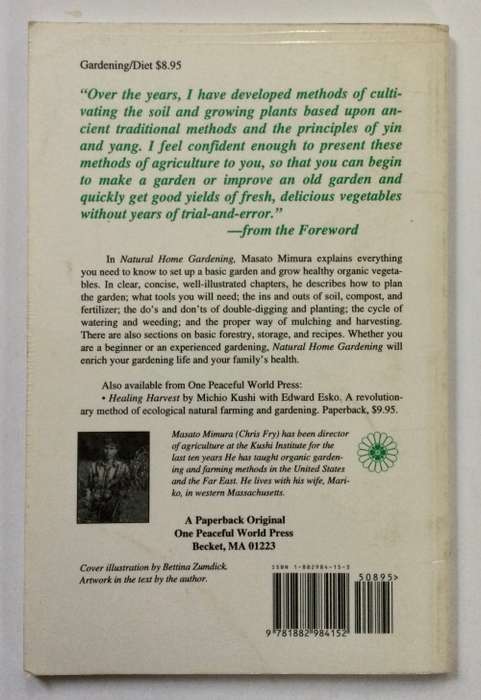 Gardening/Diet $8.95
“Over the years, I have developed methods of culti-
vating the soil and growing plants based upon an-
cient traditional methods and the principles of yin
and yang. I feel confident enough to present these
methods of agriculture to you, so that you can begin
to make a garden or improve an old garden and
quickly get good yields of fresh, delicious vegetables
without years of trial-and-error.”
—from the Foreword
In Natural Home Gardening, Masato Mimura explains everything
you need to know to set up a basic garden and grow healthy organic vegeta-
bles. In clear, concise, well-illustrated chapters, he describes how to plan
the garden; what tools you will need; the ins and outs of soil, compost, and
fertilizer; the do's and don'ts of double-digging and planting; the cycle of
watering and weeding; and the proper way of mulching and harvesting.
There are also sections on basic forestry, storage, and recipes. Whether you
are a beginner or an experienced gardening, Natural Home Gardening will
enrich your gardening life and your family's health.
Also available from One Peaceful World Press:
• Healing Harvest by Michio Kushi with Edward Esko. A revolution-
ary method of ecological natural farming and gardening. Paperback, $9.95.
Masato Mimura (Chris Fry) has been director
of agriculture at the Kushi Institute for the
last ten years He has taught organic garden-
ing and farming methods in the United States
and the Far East. He lives with his wife, Mari-
ko, in western Massachusetts.
A Paperback Original
One Peaceful World Press
Becket, MA 01223
Cover illustration by Bettina Zumdick.
Artwork in the text by the author.
ISBN 1-882984-15-3
50895>
9 781882 984152